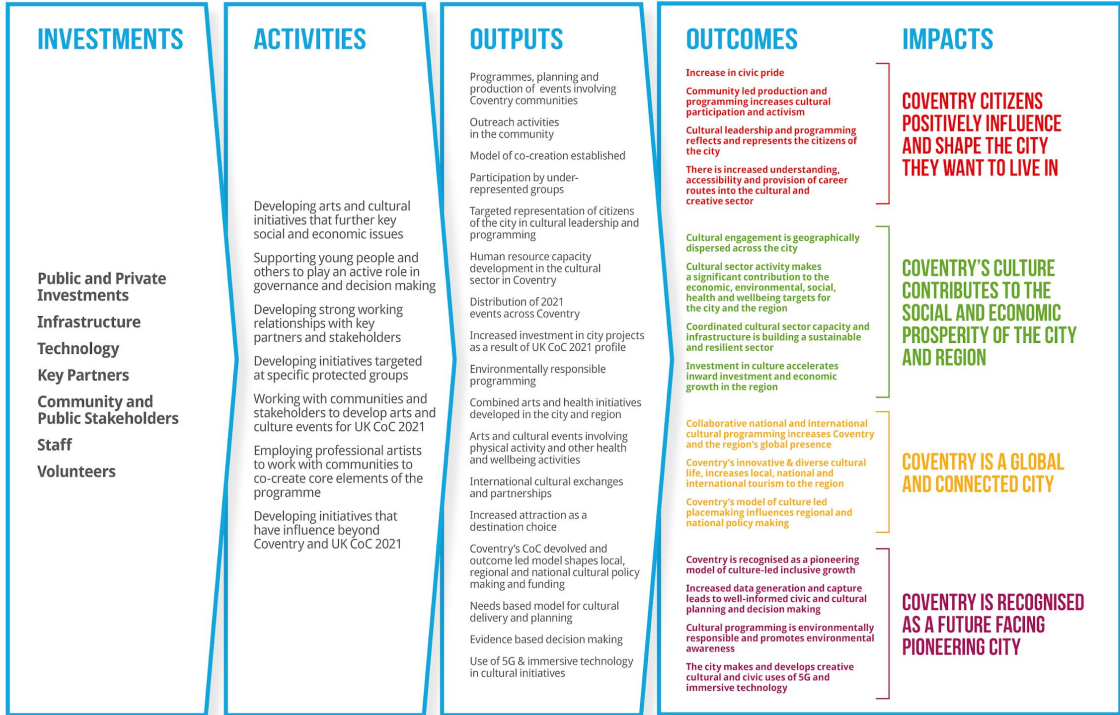 INVESTMENTS
Public and Private
Investments
Infrastructure
Technology
Key Partners
Community and
Public Stakeholders
Staff
Volunteers
ACTIVITIES
Developing arts and cultural
initiatives that further key
social and economic issues
Supporting young people and
others to play an active role in
governance and decision making
Developing strong working
relationships with key
partners and stakeholders
Developing initiatives targeted
at specific protected groups
Working with communities and
stakeholders to develop arts and
culture events for UK CoC 2021
Employing professional artists
to work with communities to
co-create core elements of the
programme
Developing initiatives that
have influence beyond
Coventry and UK CoC 2021
OUTPUTS
Programmes, planning and
production of events involving
Coventry communities
Outreach activities
in the community
Model of co-creation established
Participation by under-
represented groups
Targeted representation of citizens
of the city in cultural leadership and
programming
Human resource capacity
development in the cultural
sector in Coventry
Distribution of 2021
events across Coventry
Increased investment in city projects
as a result of UK CoC 2021 profile
Environmentally responsible
programming
Combined arts and health initiatives
developed in the city and region
Arts and cultural events involving
physical activity and other health
and wellbeing activities
International cultural exchanges
and partnerships
Increased attraction as a
destination choice
Coventry's CoC devolved and
outcome led model shapes local,
regional and national cultural policy
making and funding
Needs based model for cultural
delivery and planning
Evidence based decision making
Use of 5G & immersive technology
in cultural initiatives
OUTCOMES
Increase in civic pride
Community led production and
programming increases cultural
participation and activism
Cultural leadership and programming
reflects and represents the citizens of
the city
There is increased understanding,
accessibility and provision of career
routes into the cultural and
creative sector
Cultural engagement is geographically
dispersed across the city
Cultural sector activity makes
a significant contribution to the
economic, environmental, social,
health and wellbeing targets for
the city and the region
Coordinated cultural sector capacity and
infrastructure is building a sustainable
and resilient sector
Investment in culture accelerates
inward investment and economic
growth in the region
Collaborative national and international
cultural programming increases Coventry
and the region's global presence
Coventry's innovative & diverse cultural
life, increases local, national and
international tourism to the region
Coventry's model of culture led
placemaking influences regional and
national policy making
Coventry is recognised as a pioneering
model of culture-led inclusive growth
Increased data generation and capture
leads to well-informed civic and cultural
planning and decision making
Cultural programming is environmentally
responsible and promotes environmental
awareness
The city makes and develops creative
cultural and civic uses of 5G and
immersive technology
IMPACTS
COVENTRY CITIZENS
POSITIVELY INFLUENCE
AND SHAPE THE CITY
THEY WANT TO LIVE IN
COVENTRY'S CULTURE
CONTRIBUTES TO THE
SOCIAL AND ECONOMIC
PROSPERITY OF THE CITY
AND REGION
COVENTRY IS A GLOBAL
AND CONNECTED CITY
COVENTRY IS RECOGNISED
AS A FUTURE FACING
PIONEERING CITY